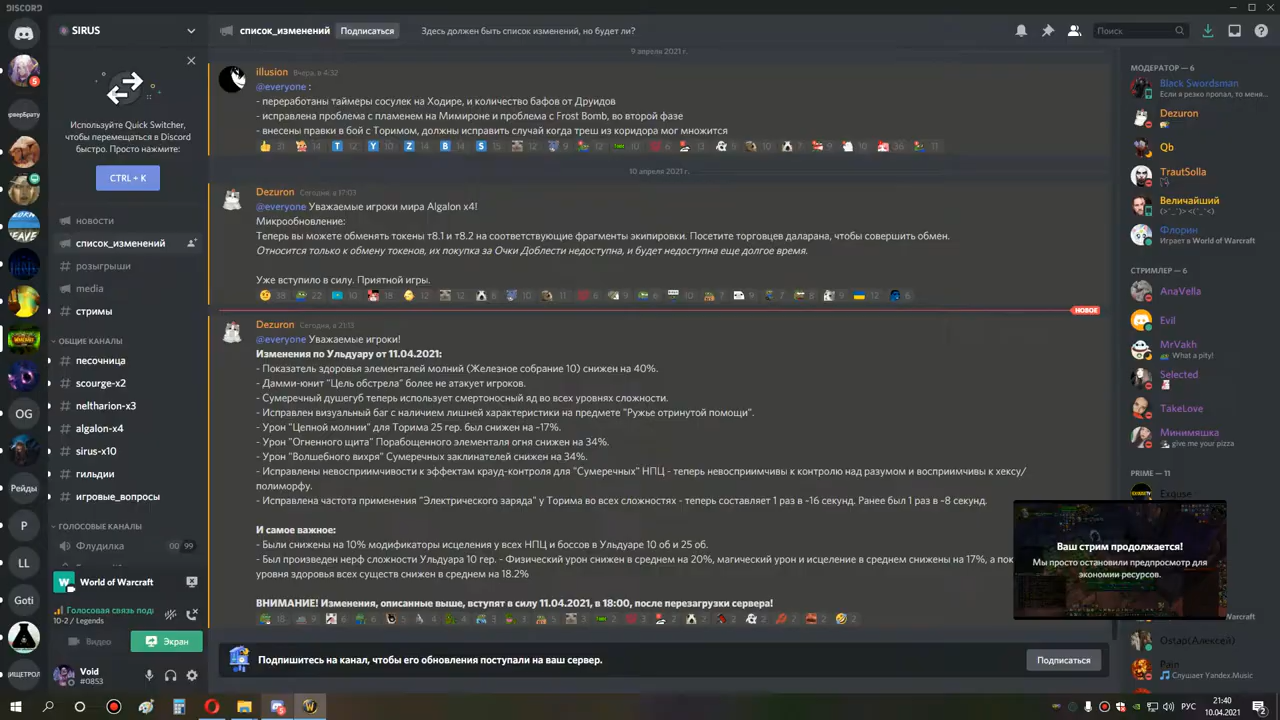 DISCORD
SIRUS
Используйте Quick Switcher,
чтобы перемещаться в Discord
быстро. Просто нажмите:
CTRL + K
новости
список_изменений
розыгрыши
media
стримы
ОБЩИЕ КАНАЛЫ
песочница
scourge-x2
neltharion-x3
algalon-x4
sirus-x10
гильдии
игровые_вопросы
ГОЛОСОВЫЕ КАНАЛЫ
Флудилка 00 99
World of Warcraft
Голосовая связь подк
10-2 / Legends
Видео
Экран
Void
#0853
5
OG
Рейды
P
LL
Goti
список_изменений
Подписаться
Здесь должен быть список изменений, но будет ли?
Поиск
9 апреля 2021 г.
illusion Вчера, в 4:32
@everyone :
- переработаны таймеры сосулек на Ходире, и количество бафов от Друидов
- исправлена проблема с пламенем на Мимироне и проблема с Frost Bomb, во второй фазе
- внесены правки в бой с Торимом, должны исправить случай когда треш из коридора мог множится
10 апреля 2021 г.
Dezuron Сегодня, в 17:03
@everyone Уважаемые игроки мира Algalon x4!
Микрообновление:
Теперь вы можете обменять токены т8.1 и т8.2 на соответствующие фрагменты экипировки. Посетите торговцев даларана, чтобы совершить обмен.
Относится только к обмену токенов, их покупка за Очки Доблести недоступна, и будет недоступна еще долгое время.
Уже вступило в силу. Приятной игры.
НОВОЕ
Dezuron Сегодня, в 21:13
@everyone Уважаемые игроки!
Изменения по Ульдуару от 11.04.2021:
- Показатель здоровья элементалей молний (Железное собрание 10) снижен на 40%.
- Дамми-юнит "Цель обстрела" более не атакует игроков.
- Сумеречный душегуб теперь использует смертоносный яд во всех уровнях сложности.
- Исправлен визуальный баг с наличием лишней характеристики на предмете "Ружье отринутой помощи".
- Урон "Цепной молнии" для Торима 25 гер. был снижен на ~17%.
- Урон "Огненного щита" Порабощенного элементаля огня снижен на 34%.
- Урон "Волшебного вихря" Сумеречных заклинателей снижен на 34%.
- Исправлены невосприимчивости к эффектам крауд-контроля для "Сумеречных" НПЦ - теперь невосприимчивы к контролю над разумом и восприимчивы к хексу/
полиморфу.
- Исправлена частота применения "Электрического заряда" у Торима во всех сложностях - теперь составляет 1 раз в ~16 секунд. Ранее был 1 раз в ~8 секунд.
И самое важное:
- Были снижены на 10% модификаторы исцеления у всех НПЦ и боссов в Ульдуаре 10 об и 25 об.
- Был произведен нерф сложности Ульдуара 10 гер. - Физический урон снижен в среднем на 20%, магический урон и исцеление в среднем снижены на 17%, а пок
уровня здоровья всех существ снижен в среднем на 18.2%
ВНИМАНИЕ! Изменения, описанные выше, вступят в силу 11.04.2021, в 18:00, после перезагрузки сервера!
Подпишитесь на канал, чтобы его обновления поступали на ваш сервер.
Подписаться
МОДЕРАТОР — 6
Black Swordsman
Если я резко пропал, то меня...
Dezuron
Qb
TrautSolla
Величайший
Флорин
Играет в World of Warcraft
СТРИМЛЕР — 6
AnaVella
Evil
MrVakh
What a pity!
Selected
TakeLove
Минимяшка
give me your pizza
PRIME — 11
Exouse
Ваш стрим продолжается!
Мы просто остановили предпросмотр для
экономии ресурсов.
Warcraft
Ostap(Алексей)
Pain
Слушает Yandex.Music
РУС
21:40
10.04.2021
2